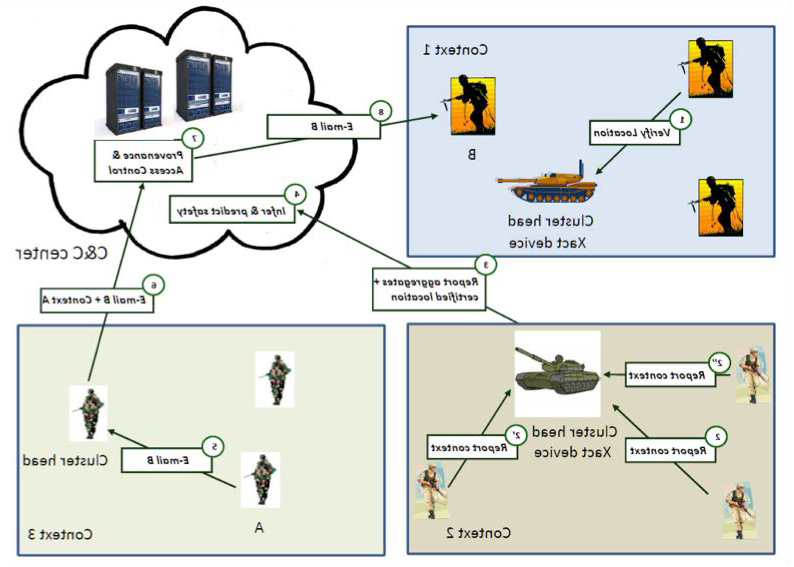 Context 1
8
E-mail B
1
Verify Location
B
7
Provenance &
Access Control
4
Infer & predict safety
Cluster head
Xact device
C&C center
3
Report aggregates +
certified location
6
E-mail B + Context A
2''
Report context
Cluster head
Xact device
2'
Report context
2
Report context
5
E-mail B
Cluster head
A
Context 3
Context 2